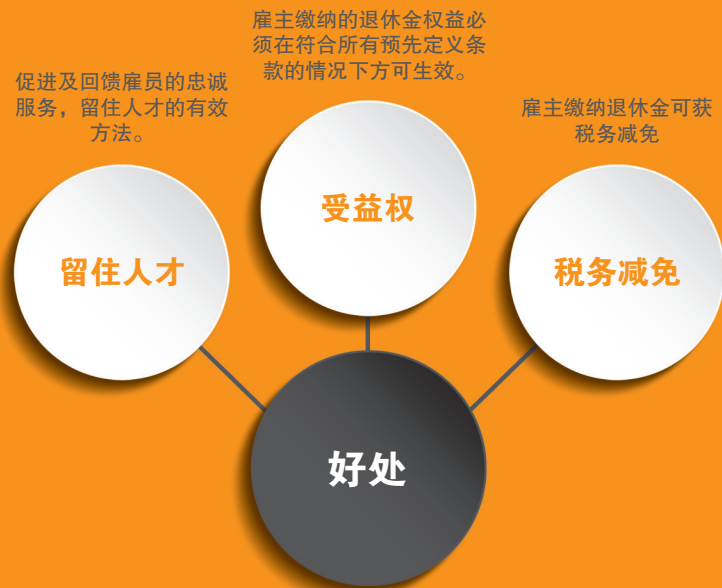 促进及回馈雇员的忠诚
服务，留住人才的有效
方法。
留住人才
雇主缴纳的退休金权益必
须在符合所有预先定义条
款的情况下方可生效。
受益权
雇主缴纳退休金可获
税务减免
税务减免
好处